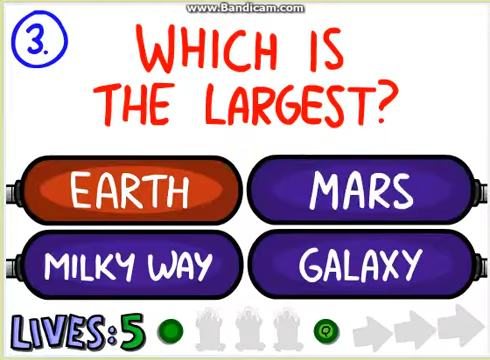 www.Bandicam.com
3.
WHICH IS
THE LARGEST?
EARTH
MARS
MILKY WAY
GALAXY
LIVES:5